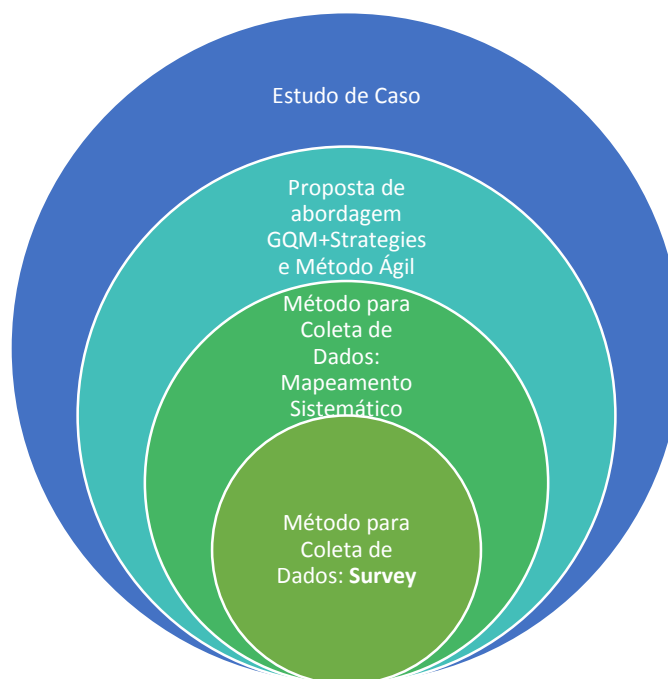 Estudo de Caso
Proposta de
abordagem
GQM+Strategies
e Método Ágil
Método para
Coleta de
Dados:
Mapeamento
Sistemático
Método para
Coleta de
Dados: Survey